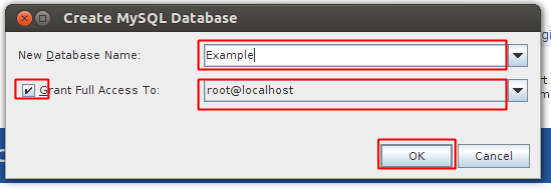 Create MySQL Database
New Database Name: Example
Grant Full Access To: root@localhost
OK Cancel